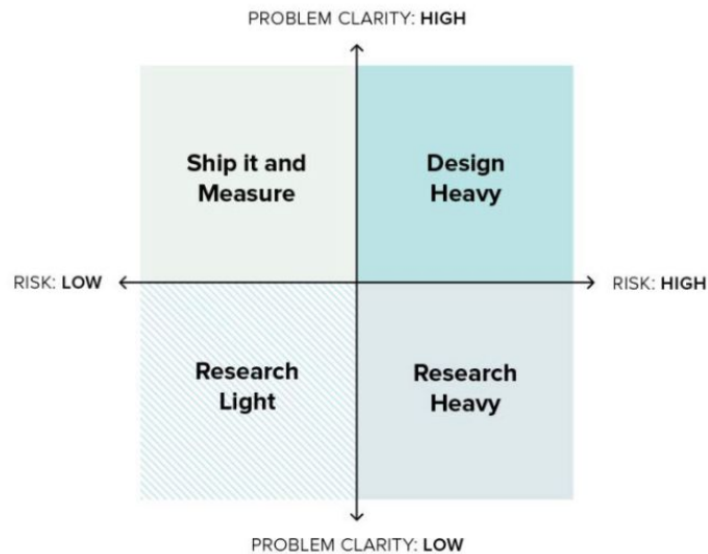 PROBLEM CLARITY: HIGH
Ship it and
Measure
Design
Heavy
RISK: LOW
RISK: HIGH
Research
Light
Research
Heavy
PROBLEM CLARITY: LOW